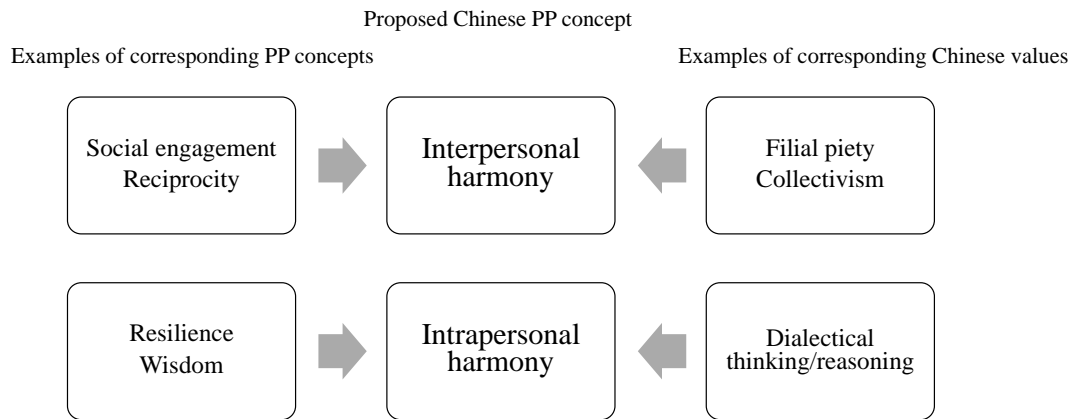 Proposed Chinese PP concept
Examples of corresponding PP concepts
Examples of corresponding Chinese values
Social engagement
Reciprocity
Interpersonal
harmony
Filial piety
Collectivism
Resilience
Wisdom
Intrapersonal
harmony
Dialectical
thinking/reasoning